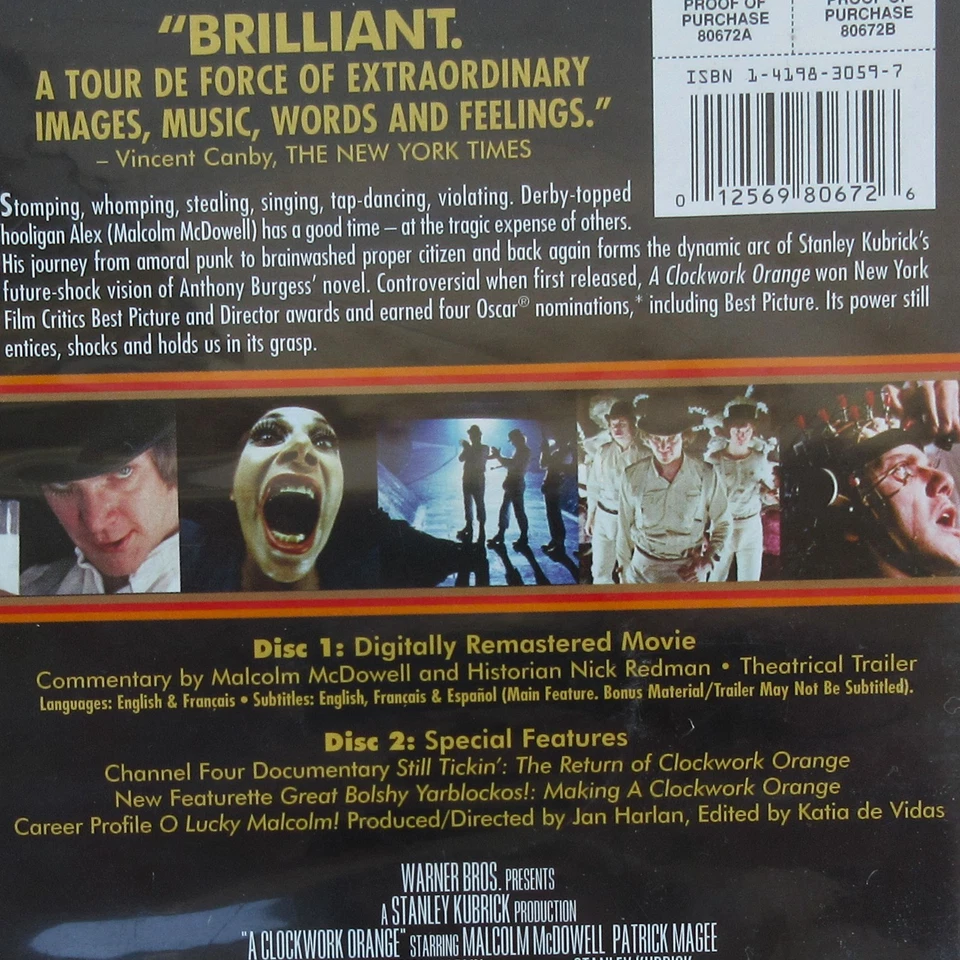 “BRILLIANT.
A TOUR DE FORCE OF EXTRAORDINARY
IMAGES, MUSIC, WORDS AND FEELINGS.”
– Vincent Canby, THE NEW YORK TIMES
PROOF OF PURCHASE 80672A
PROOF OF PURCHASE 80672B
ISBN 1-4198-3059-7
0 12569 80672 6
Stomping, whomping, stealing, singing, tap-dancing, violating. Derby-topped
hooligan Alex (Malcolm McDowell) has a good time – at the tragic expense of others.
His journey from amoral punk to brainwashed proper citizen and back again forms the dynamic arc of Stanley Kubrick’s
future-shock vision of Anthony Burgess’ novel. Controversial when first released, A Clockwork Orange won New York
Film Critics Best Picture and Director awards and earned four Oscar® nominations,* including Best Picture. Its power still
entices, shocks and holds us in its grasp.
Disc 1: Digitally Remastered Movie
Commentary by Malcolm McDowell and Historian Nick Redman • Theatrical Trailer
Languages: English & Français • Subtitles: English, Français & Español (Main Feature. Bonus Material/Trailer May Not Be Subtitled).
Disc 2: Special Features
Channel Four Documentary Still Tickin’: The Return of Clockwork Orange
New Featurette Great Bolshy Yarblockos!: Making A Clockwork Orange
Career Profile O Lucky Malcolm! Produced/Directed by Jan Harlan, Edited by Katia de Vidas
WARNER BROS. PRESENTS
A STANLEY KUBRICK PRODUCTION
"A CLOCKWORK ORANGE" STARRING MALCOLM McDOWELL PATRICK MAGEE
STANLEY KUBRICK